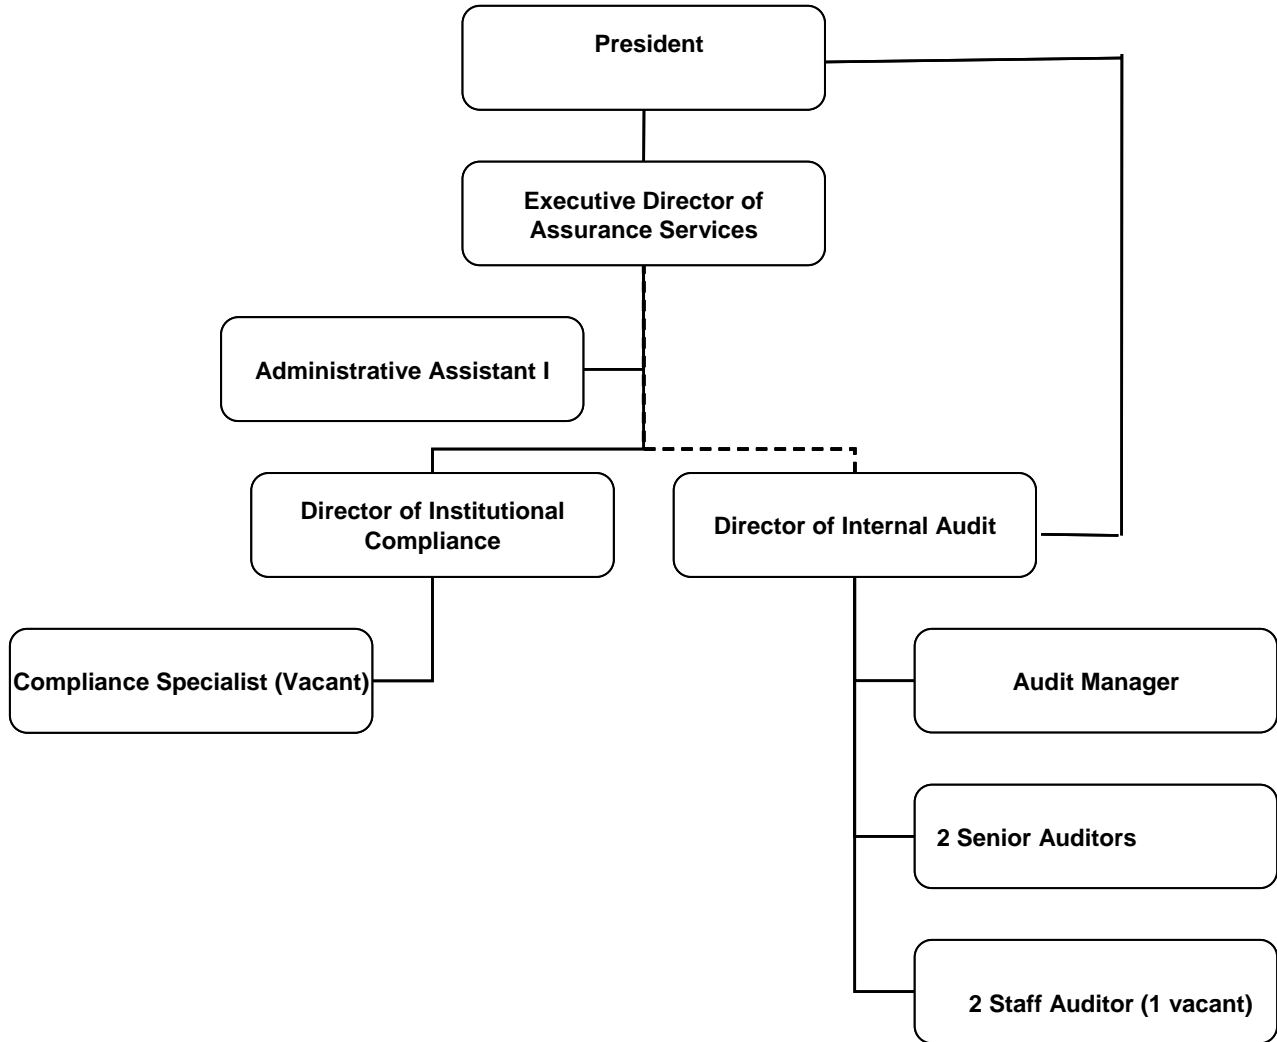 President
Executive Director of
Assurance Services
Administrative Assistant I
Director of Institutional
Compliance
Director of Internal Audit
Compliance Specialist (Vacant)
Audit Manager
2 Senior Auditors
2 Staff Auditor (1 vacant)